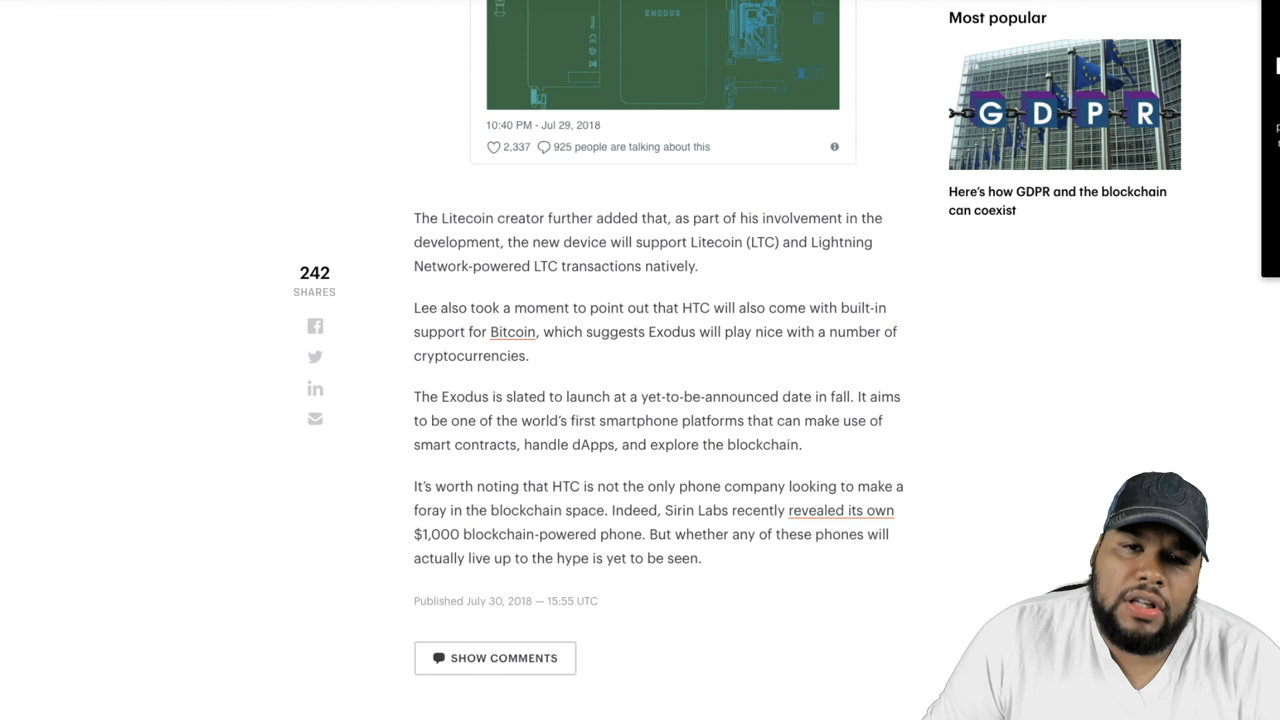 EXODUS
10:40 PM - Jul 29, 2018
2,337 925 people are talking about this
The Litecoin creator further added that, as part of his involvement in the
development, the new device will support Litecoin (LTC) and Lightning
Network-powered LTC transactions natively.
Lee also took a moment to point out that HTC will also come with built-in
support for Bitcoin, which suggests Exodus will play nice with a number of
cryptocurrencies.
The Exodus is slated to launch at a yet-to-be-announced date in fall. It aims
to be one of the world’s first smartphone platforms that can make use of
smart contracts, handle dApps, and explore the blockchain.
It’s worth noting that HTC is not the only phone company looking to make a
foray in the blockchain space. Indeed, Sirin Labs recently revealed its own
$1,000 blockchain-powered phone. But whether any of these phones will
actually live up to the hype is yet to be seen.
Published July 30, 2018 — 15:55 UTC
SHOW COMMENTS
242
SHARES
Most popular
GDPR
Here’s how GDPR and the blockchain
can coexist